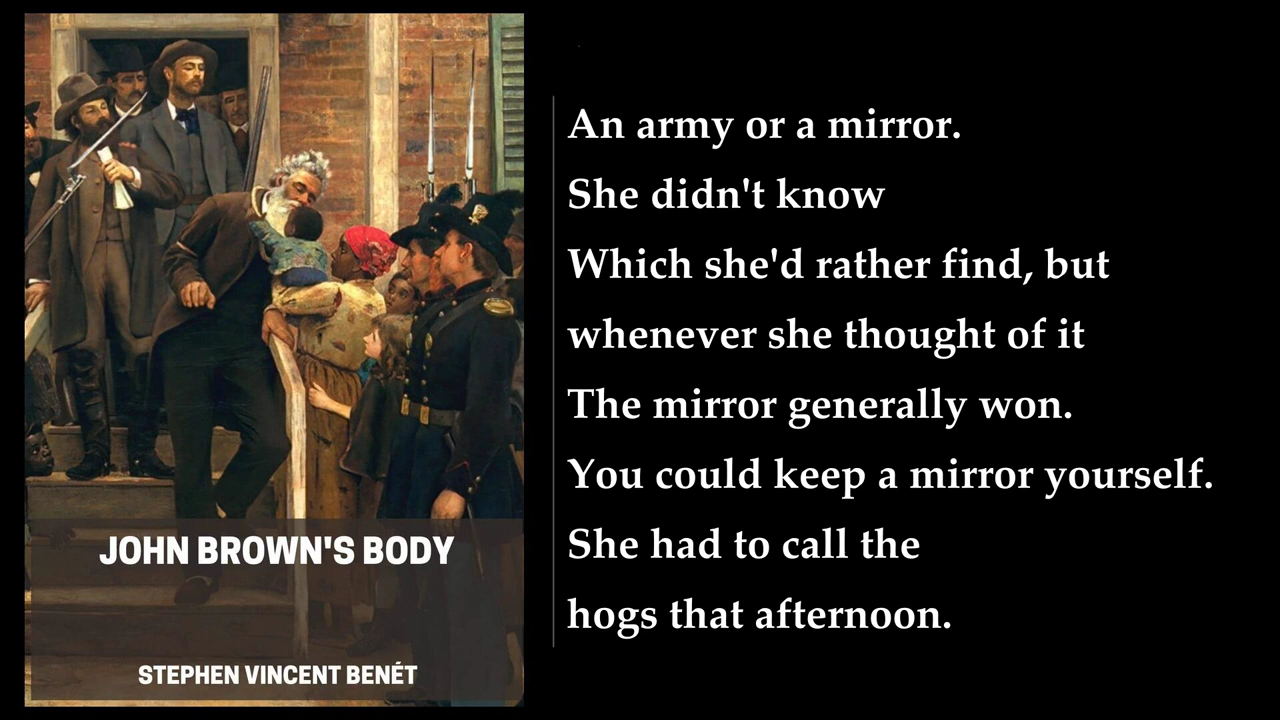 JOHN BROWN'S BODY
STEPHEN VINCENT BENÉT
An army or a mirror.
She didn't know
Which she'd rather find, but
whenever she thought of it
The mirror generally won.
You could keep a mirror yourself.
She had to call the
hogs that afternoon.